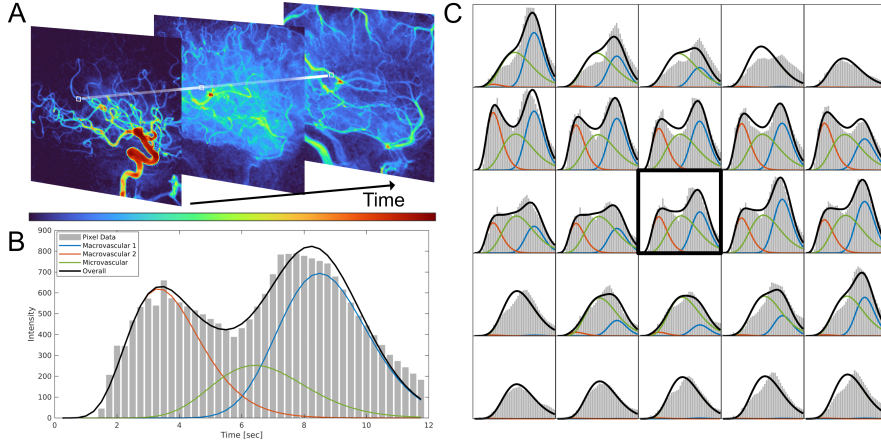 A
Time
B
900
800
700
600
500
400
300
200
100
0
Intensity
Pixel Data
Macrovascular 1
Macrovascular 2
Microvascular
Overall
0 2 4 6 8 10 12
Time [sec]
C